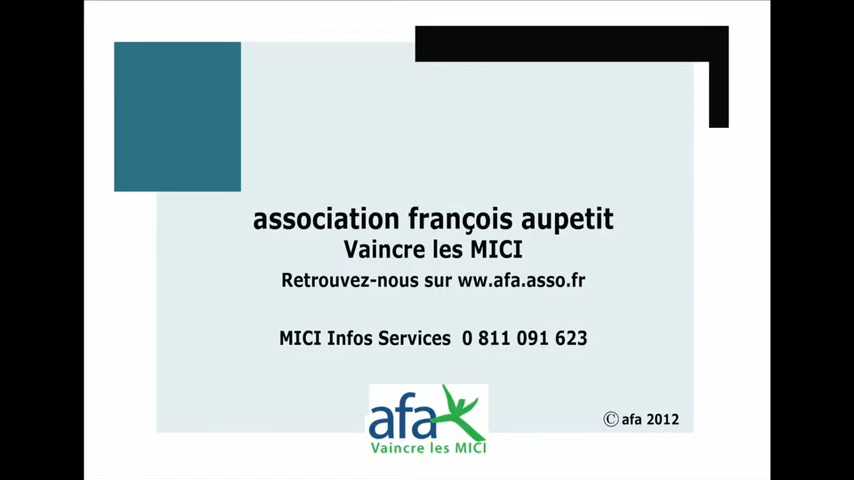 association françois aupetit
Vaincre les MICI
Retrouvez-nous sur ww.afa.asso.fr
MICI Infos Services 0 811 091 623
afa
Vaincre les MICI
© afa 2012